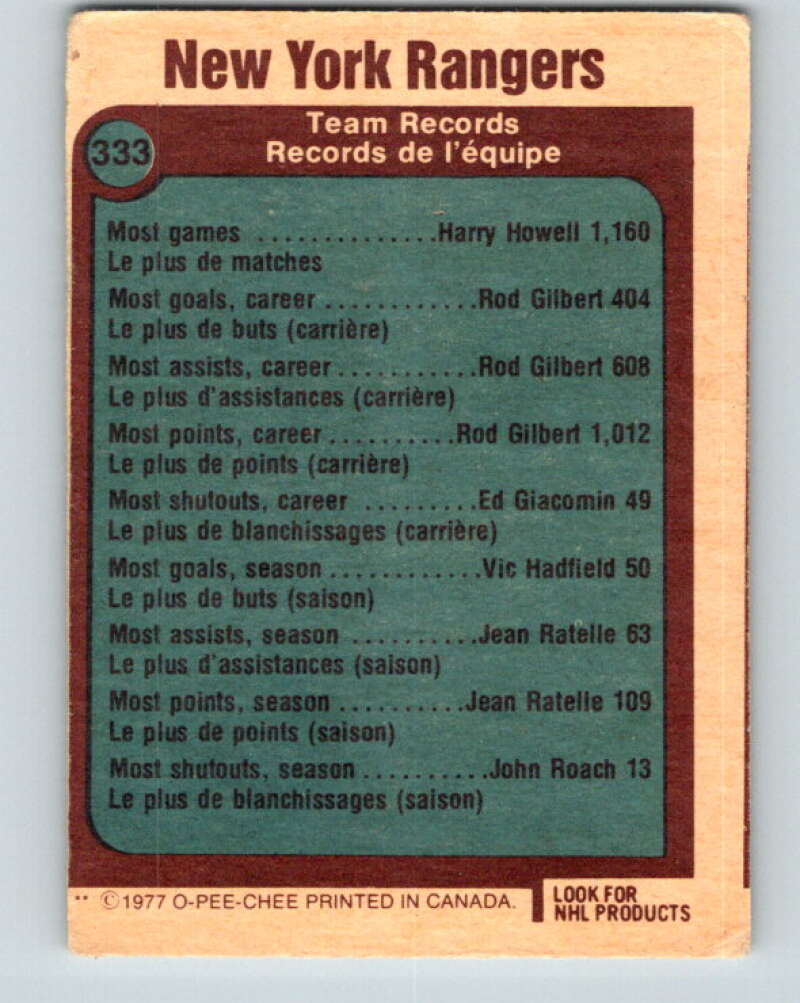 New York Rangers
333
Team Records
Records de l'équipe
Most games ..............Harry Howell 1,160
Le plus de matches
Most goals, career ............Rod Gilbert 404
Le plus de buts (carrière)
Most assists, career ...........Rod Gilbert 608
Le plus d'assistances (carrière)
Most points, career ..........Rod Gilbert 1,012
Le plus de points (carrière)
Most shutouts, career .........Ed Giacomin 49
Le plus de blanchissages (carrière)
Most goals, season ............Vic Hadfield 50
Le plus de buts (saison)
Most assists, season ..........Jean Ratelle 63
Le plus d'assistances (saison)
Most points, season ..........Jean Ratelle 109
Le plus de points (saison)
Most shutouts, season ..........John Roach 13
Le plus de blanchissages (saison)
** ©1977 O-PEE-CHEE PRINTED IN CANADA.
LOOK FOR
NHL PRODUCTS